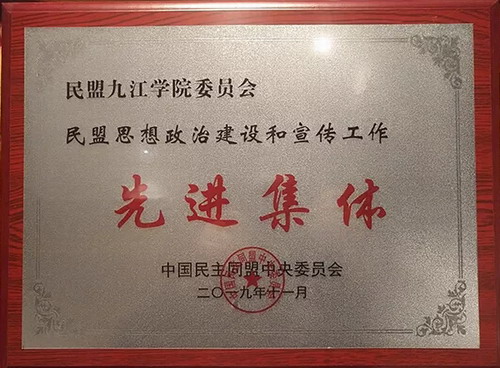 民盟九江学院委员会
民盟思想政治建设和宣传工作
先进集体
中国民主同盟中央委员会
二〇一九年十一月